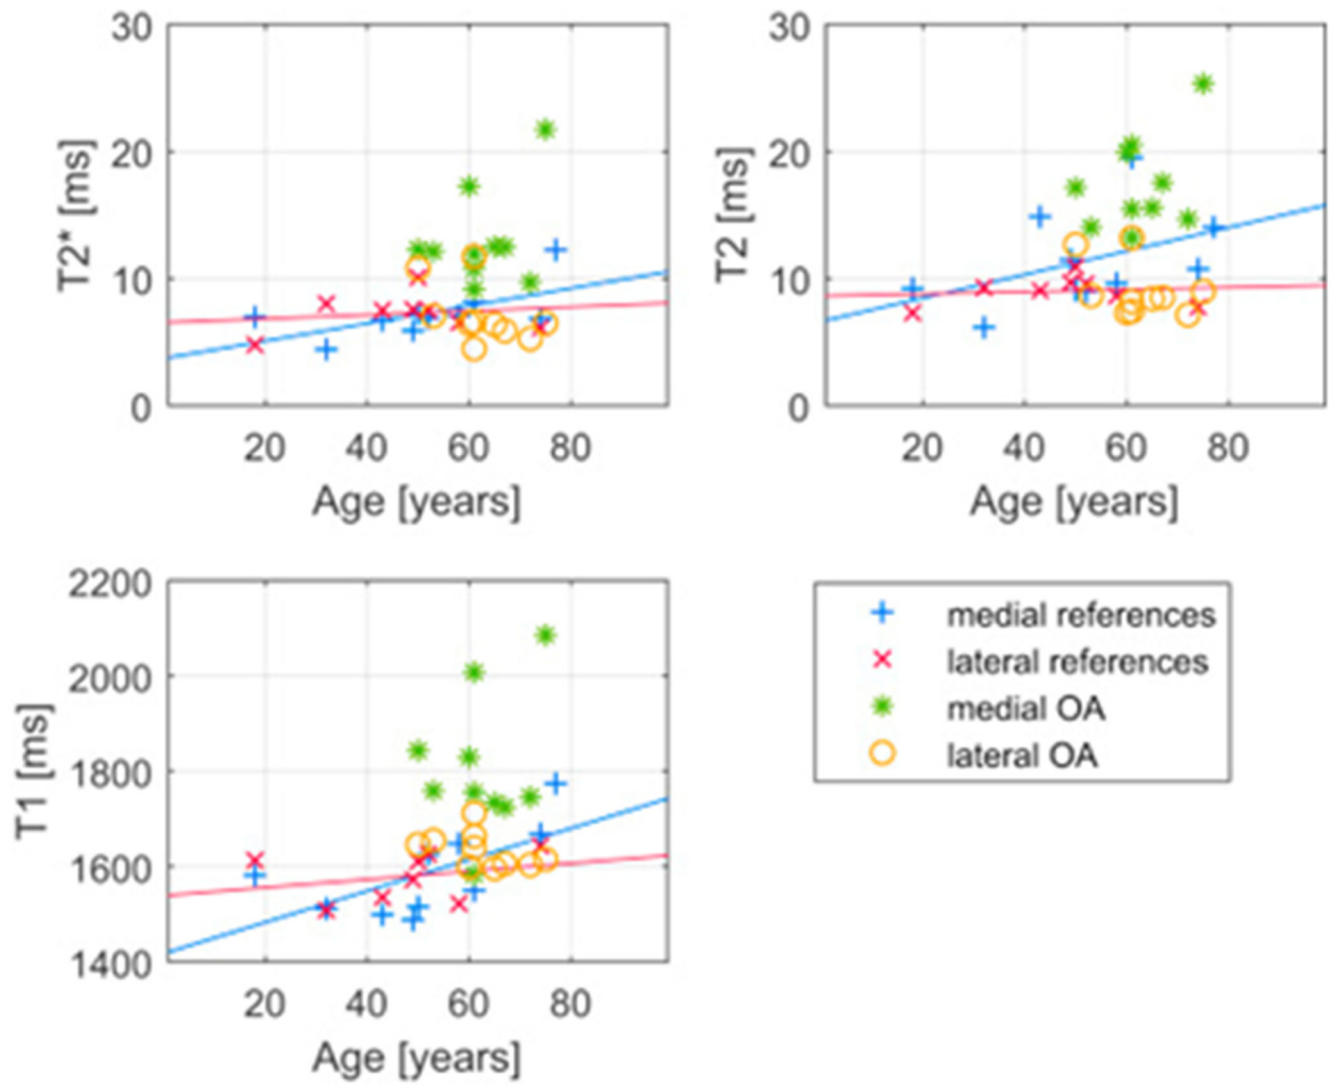 30
20
10
0
T2* [ms]
20 40 60 80
Age [years]
30
20
10
0
T2 [ms]
20 40 60 80
Age [years]
2200
2000
1800
1600
1400
T1 [ms]
20 40 60 80
Age [years]
medial references
lateral references
medial OA
lateral OA